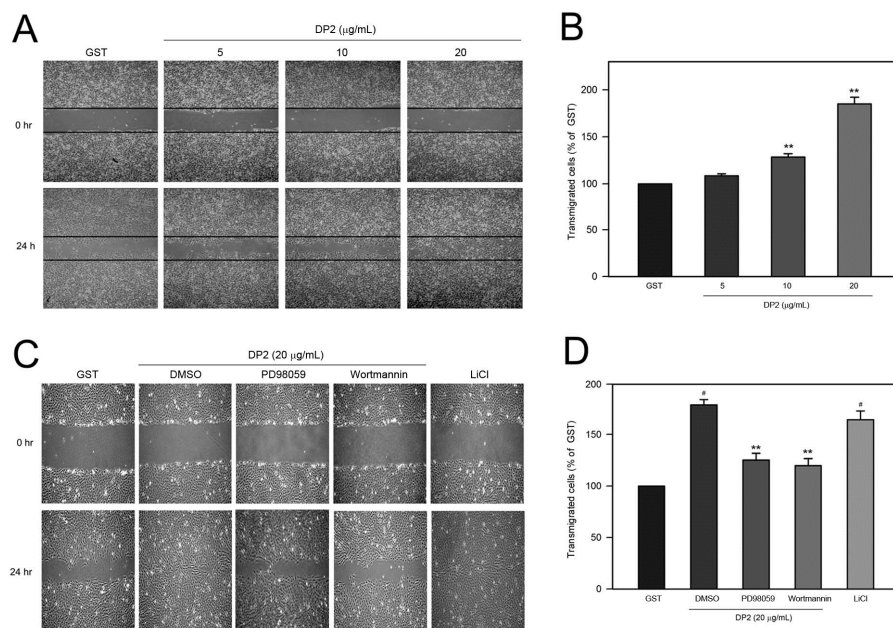 A
DP2 (μg/mL)
GST 5 10 20
0 hr
24 h
B
Transmigrated cells (% of GST)
200
150
100
50
0
** **
GST 5 10 20
DP2 (μg/mL)
C
DP2 (20 μg/mL)
GST DMSO PD98059 Wortmannin LiCl
0 hr
24 hr
D
Transmigrated cells (% of GST)
200
150
100
50
0
# ** ** #
GST DMSO PD98059 Wortmannin LiCl
DP2 (20 μg/mL)